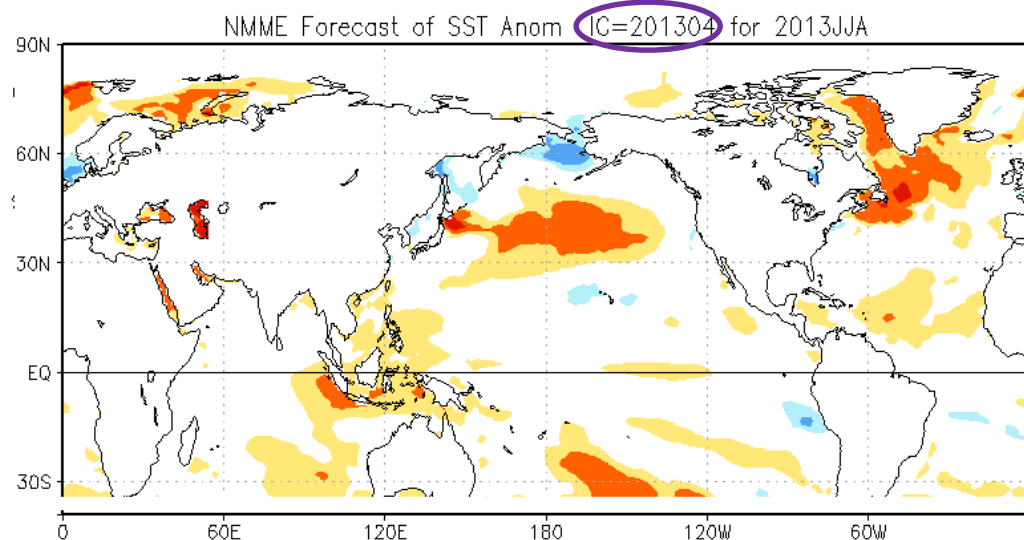 NMME Forecast of SST Anom IC=201304 for 2013JJA
90N
60N
30N
EQ
30S
0 60E 120E 180 120W 60W